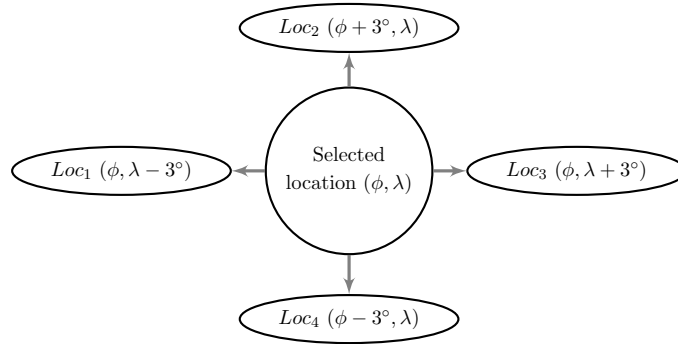 Loc₂ (ϕ + 3°, λ)
Selected
location (ϕ, λ)
Loc₁ (ϕ, λ − 3°)
Loc₃ (ϕ, λ + 3°)
Loc₄ (ϕ − 3°, λ)